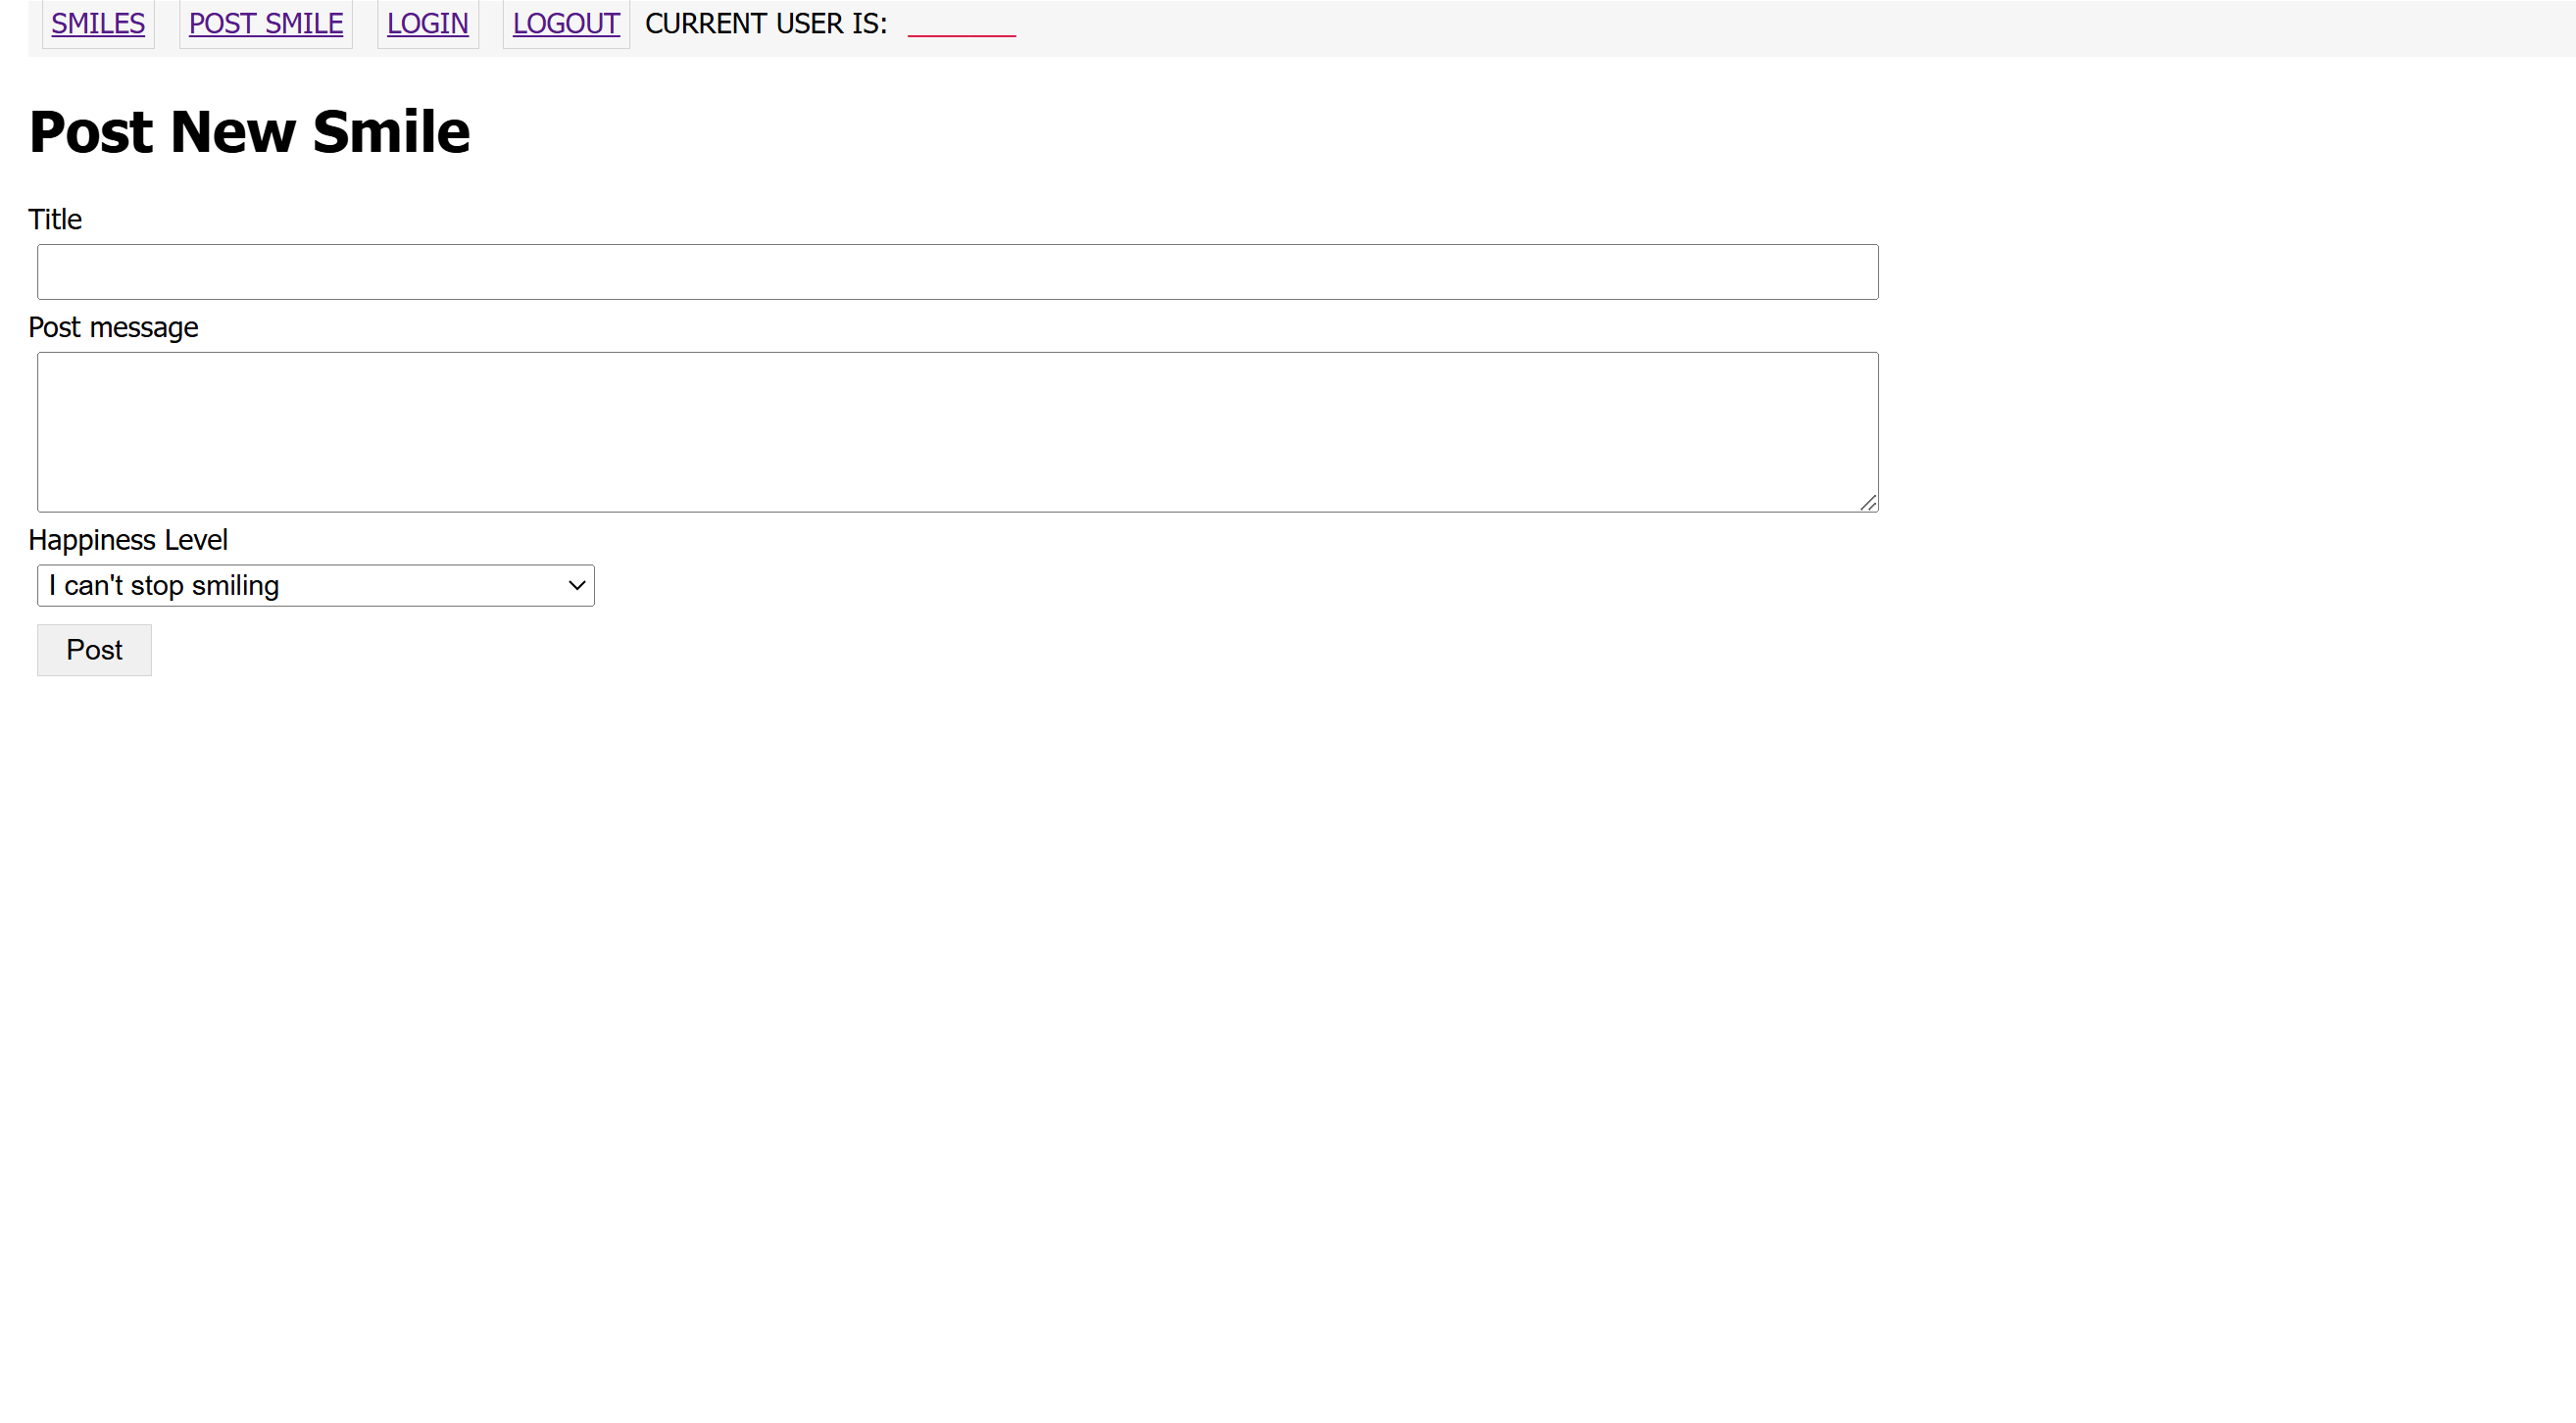 SMILES POST SMILE LOGIN LOGOUT CURRENT USER IS:
Post New Smile
Title
Post message
Happiness Level
I can't stop smiling
Post